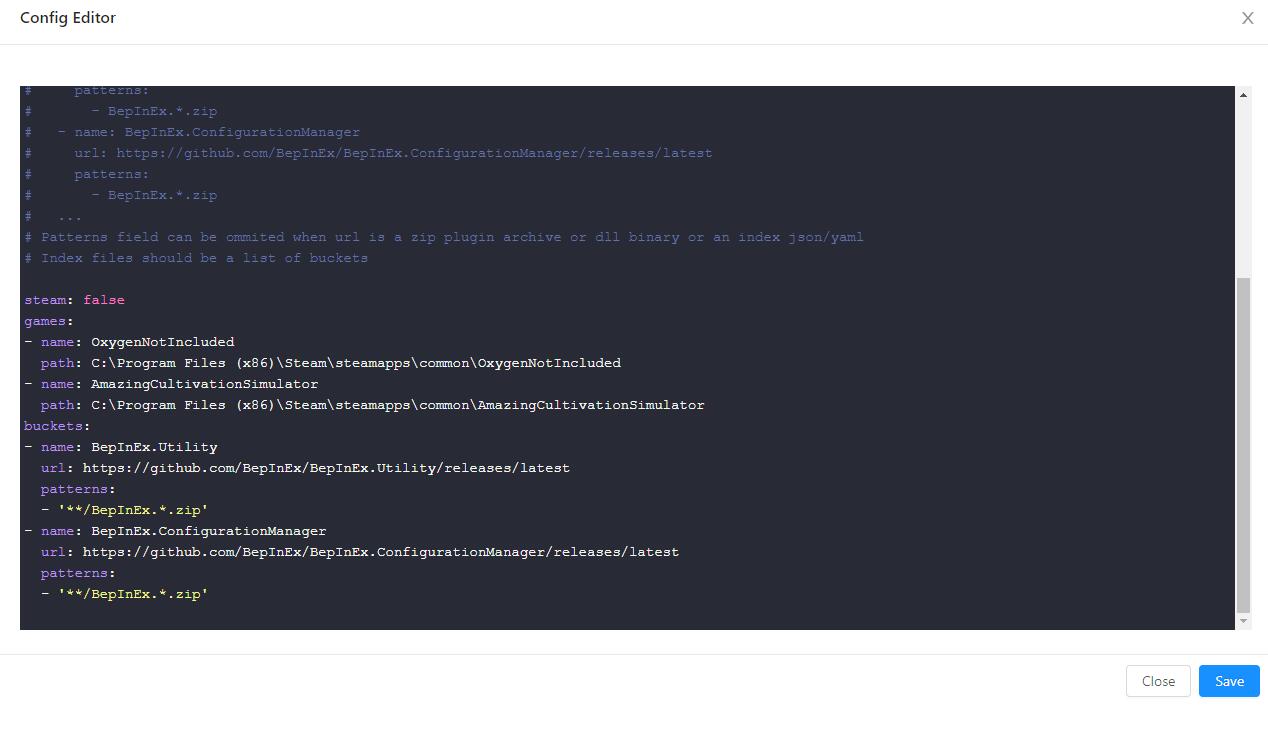 Config Editor
#     patterns:
#       - BepInEx.*.zip
#   - name: BepInEx.ConfigurationManager
#     url: https://github.com/BepInEx/BepInEx.ConfigurationManager/releases/latest
#     patterns:
#       - BepInEx.*.zip
#   ...
# Patterns field can be ommited when url is a zip plugin archive or dll binary or an index json/yaml
# Index files should be a list of buckets
steam: false
games:
- name: OxygenNotIncluded
  path: C:\Program Files (x86)\Steam\steamapps\common\OxygenNotIncluded
- name: AmazingCultivationSimulator
  path: C:\Program Files (x86)\Steam\steamapps\common\AmazingCultivationSimulator
buckets:
- name: BepInEx.Utility
  url: https://github.com/BepInEx/BepInEx.Utility/releases/latest
  patterns:
  - '**/BepInEx.*.zip'
- name: BepInEx.ConfigurationManager
  url: https://github.com/BepInEx/BepInEx.ConfigurationManager/releases/latest
  patterns:
  - '**/BepInEx.*.zip'
Close
Save